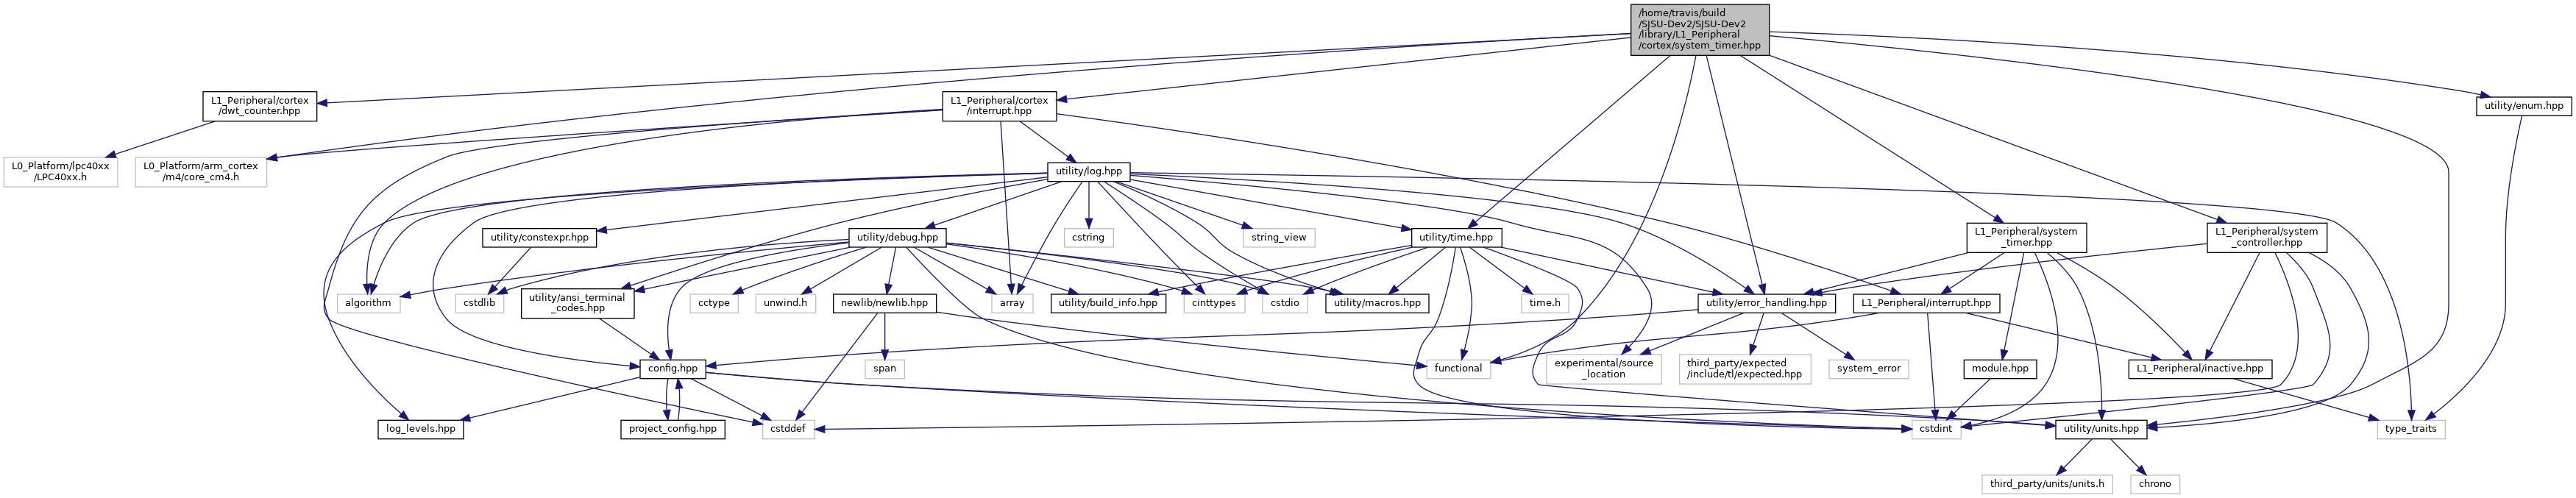 /home/travis/build
/SJSU-Dev2/SJSU-Dev2
/library/L1_Peripheral
/cortex/system_timer.hpp
L1_Peripheral/cortex
/dwt_counter.hpp
L1_Peripheral/cortex
/interrupt.hpp
utility/enum.hpp
L0_Platform/lpc40xx
/LPC40xx.h
L0_Platform/arm_cortex
/m4/core_cm4.h
utility/log.hpp
utility/constexpr.hpp
utility/debug.hpp
cstring
string_view
utility/time.hpp
L1_Peripheral/system
_timer.hpp
L1_Peripheral/system
_controller.hpp
algorithm
cstdlib
utility/ansi_terminal
_codes.hpp
cctype
unwind.h
newlib/newlib.hpp
array
utility/build_info.hpp
cinttypes
cstdio
utility/macros.hpp
time.h
utility/error_handling.hpp
L1_Peripheral/interrupt.hpp
config.hpp
span
functional
experimental/source
_location
third_party/expected
/include/tl/expected.hpp
system_error
module.hpp
L1_Peripheral/inactive.hpp
log_levels.hpp
project_config.hpp
cstddef
cstdint
utility/units.hpp
type_traits
third_party/units/units.h
chrono